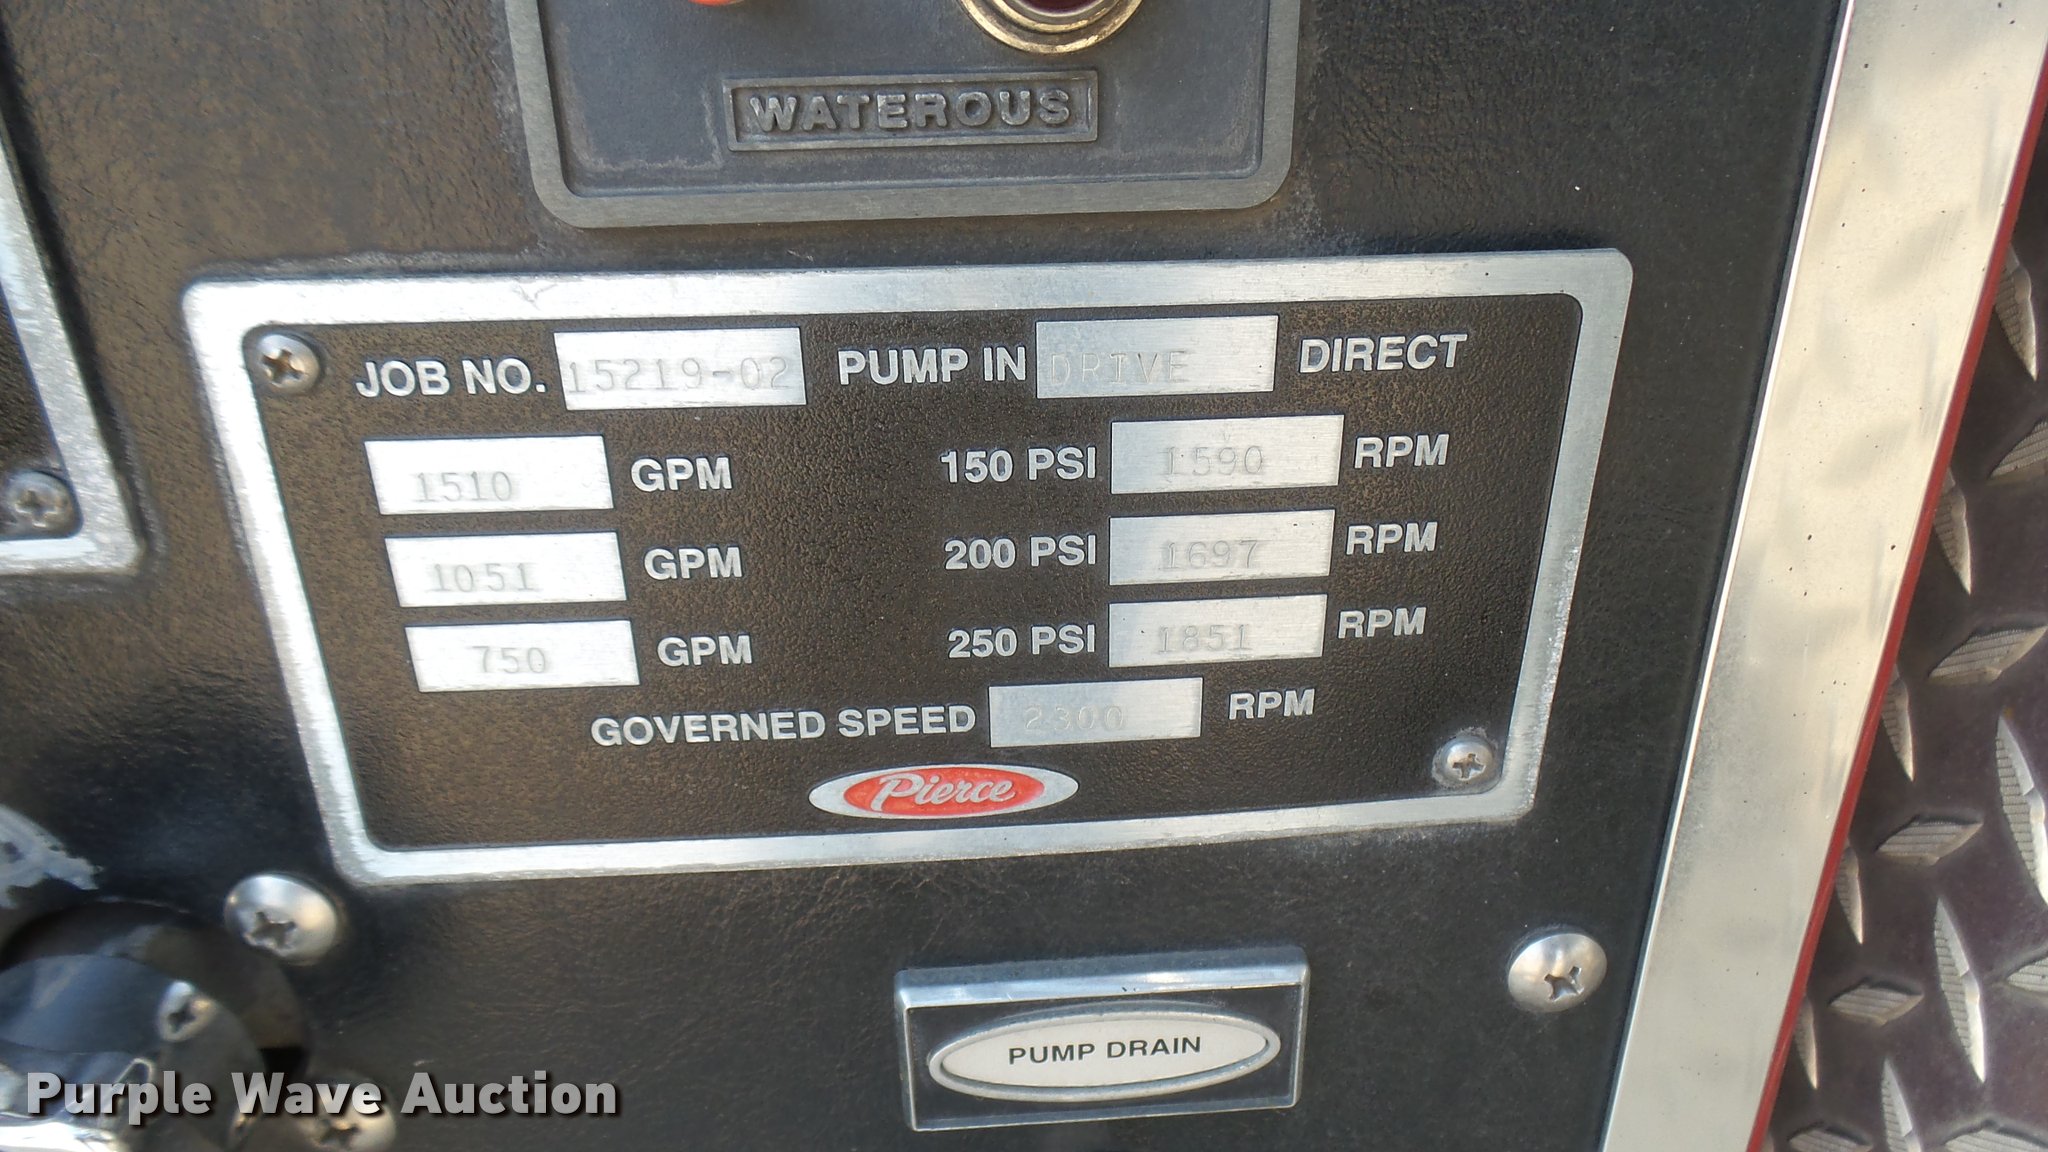 WATEROUS
JOB NO. 15219-02 PUMP IN DRIVE DIRECT
1510 GPM 150 PSI 1590 RPM
1051 GPM 200 PSI 1697 RPM
750 GPM 250 PSI 1851 RPM
GOVERNED SPEED 2300 RPM
Pierce
PUMP DRAIN
Purple Wave Auction